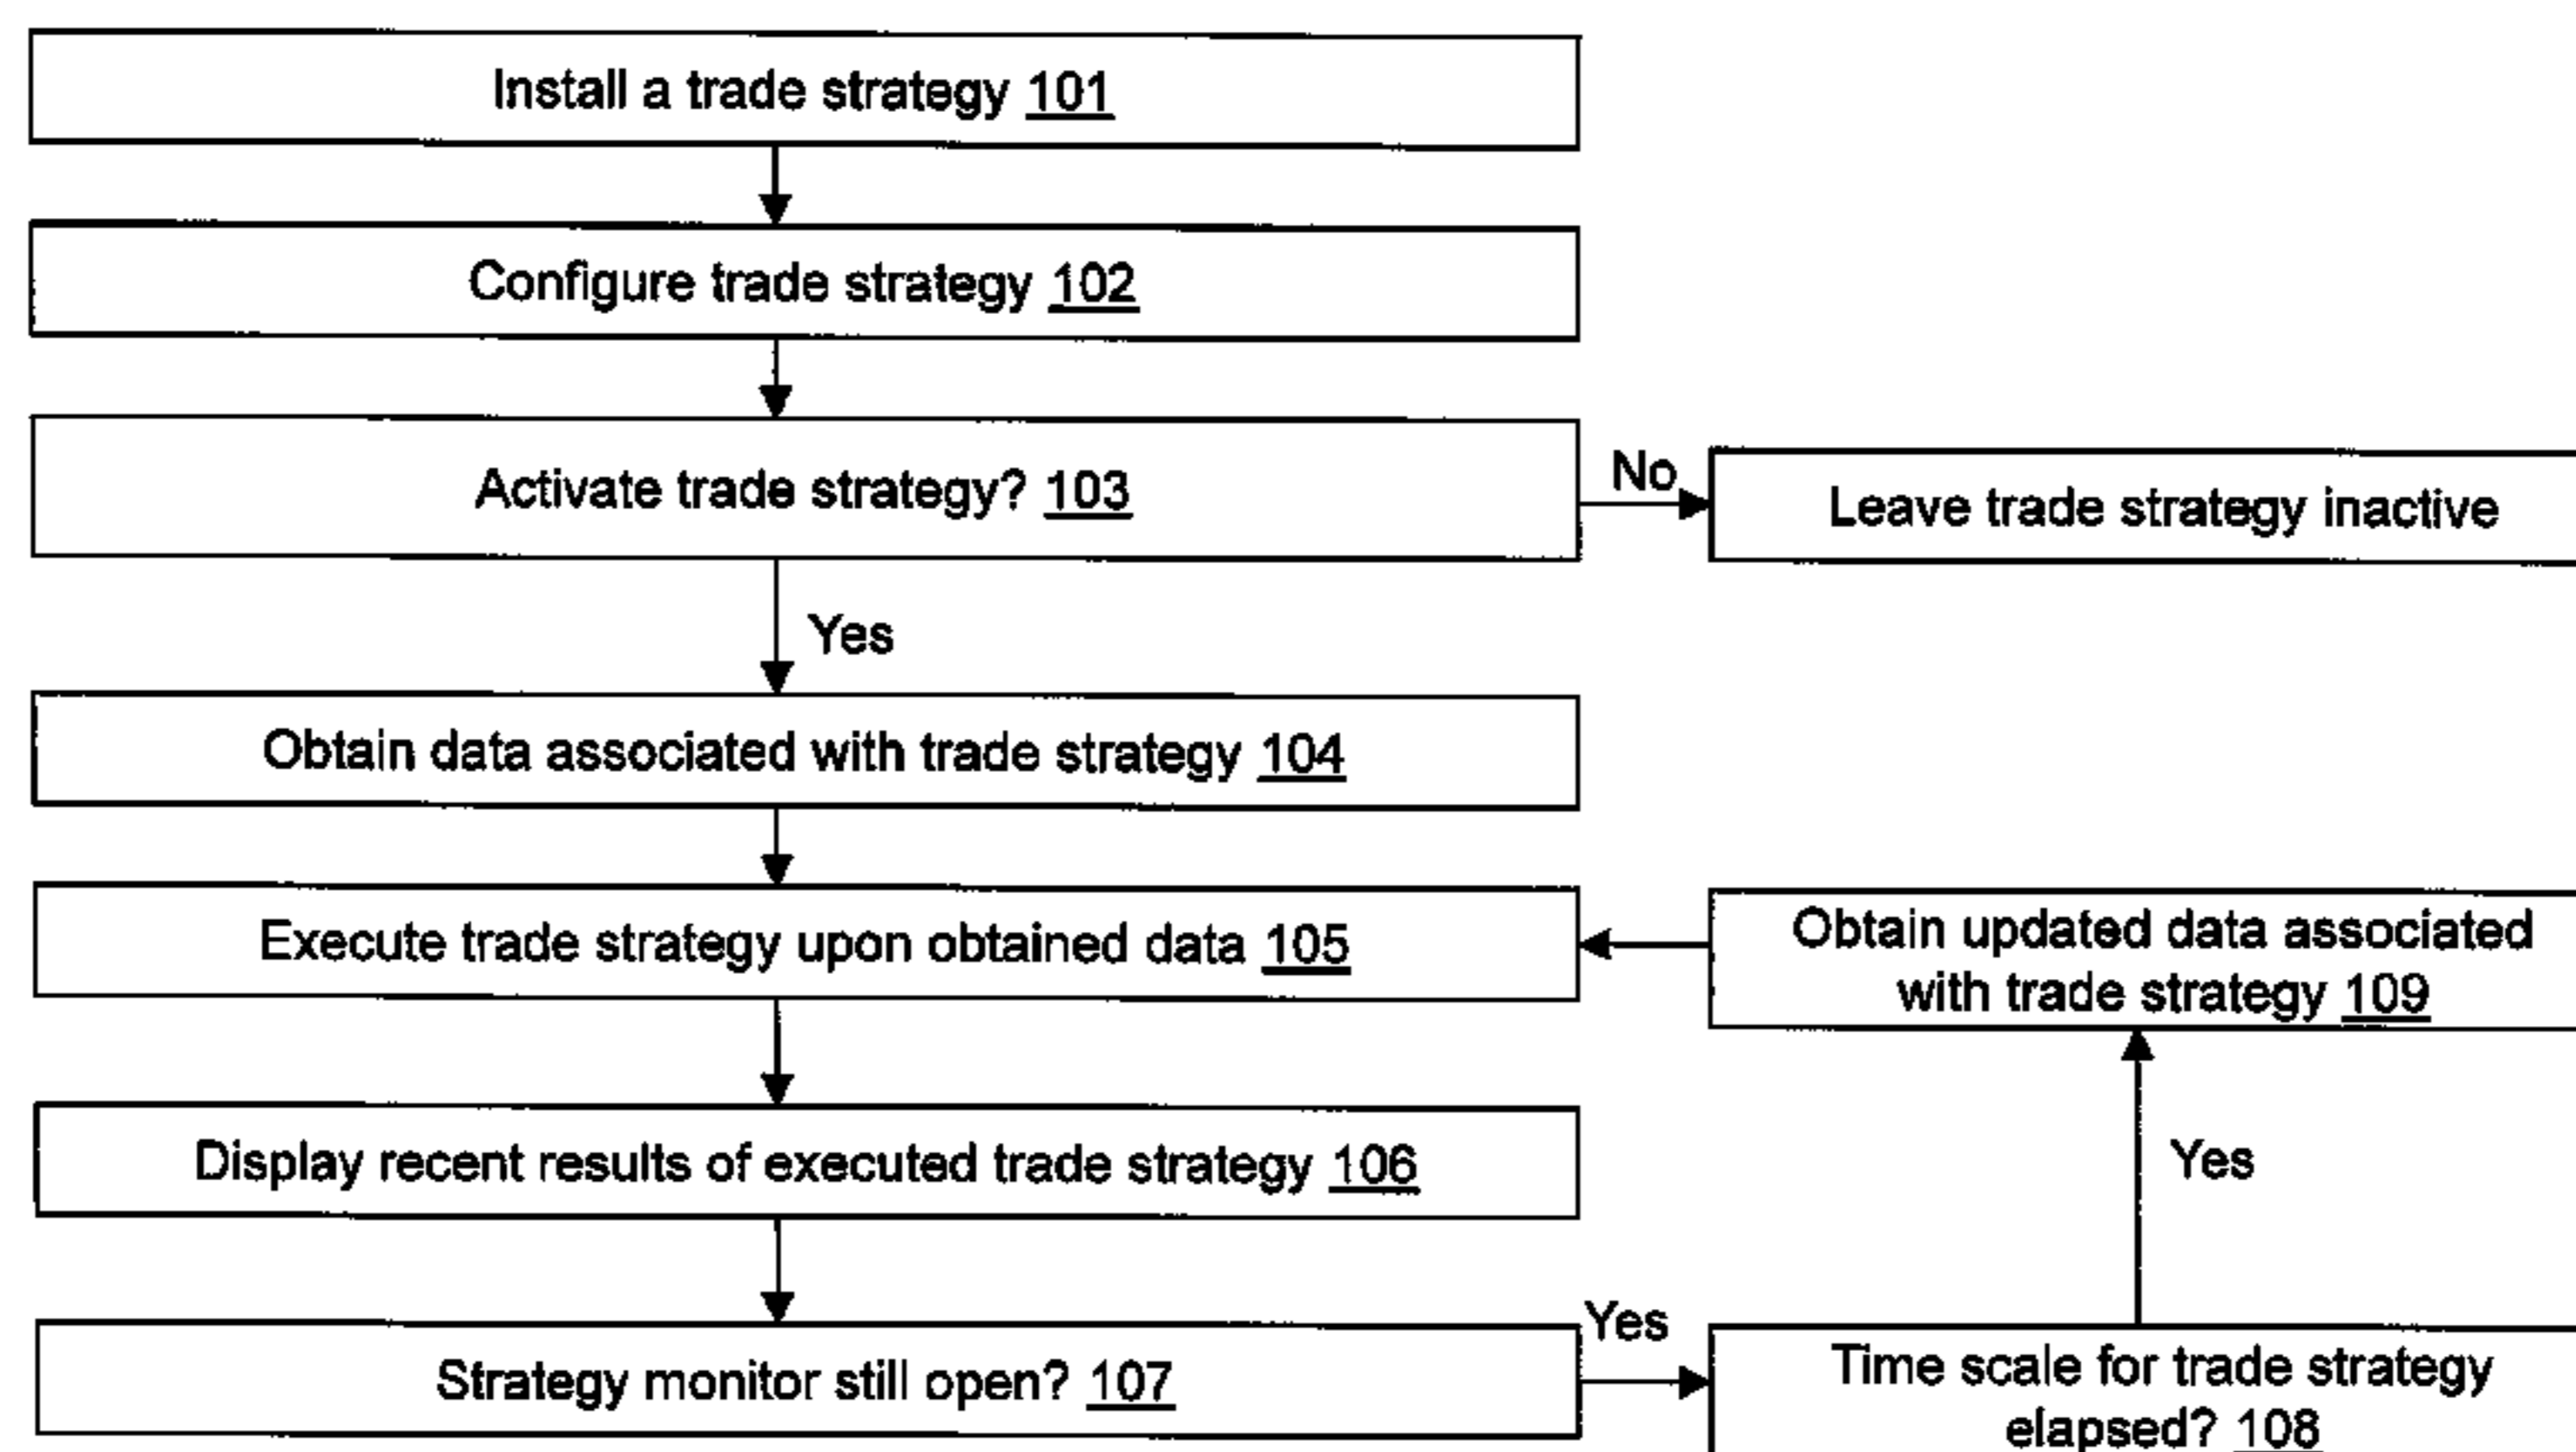 Install a trade strategy 101
Configure trade strategy 102
Activate trade strategy? 103
No
Leave trade strategy inactive
Yes
Obtain data associated with trade strategy 104
Execute trade strategy upon obtained data 105
Obtain updated data associated
with trade strategy 109
Display recent results of executed trade strategy 106
Yes
Strategy monitor still open? 107
Yes
Time scale for trade strategy
elapsed? 108